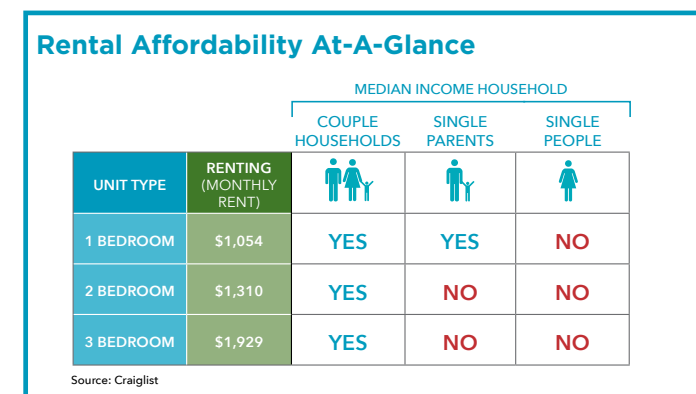 Rental Affordability At-A-Glance
MEDIAN INCOME HOUSEHOLD
COUPLE HOUSEHOLDS
SINGLE PARENTS
SINGLE PEOPLE
UNIT TYPE
RENTING (MONTHLY RENT)
1 BEDROOM $1,054 YES YES NO
2 BEDROOM $1,310 YES NO NO
3 BEDROOM $1,929 YES NO NO
Source: Craiglist